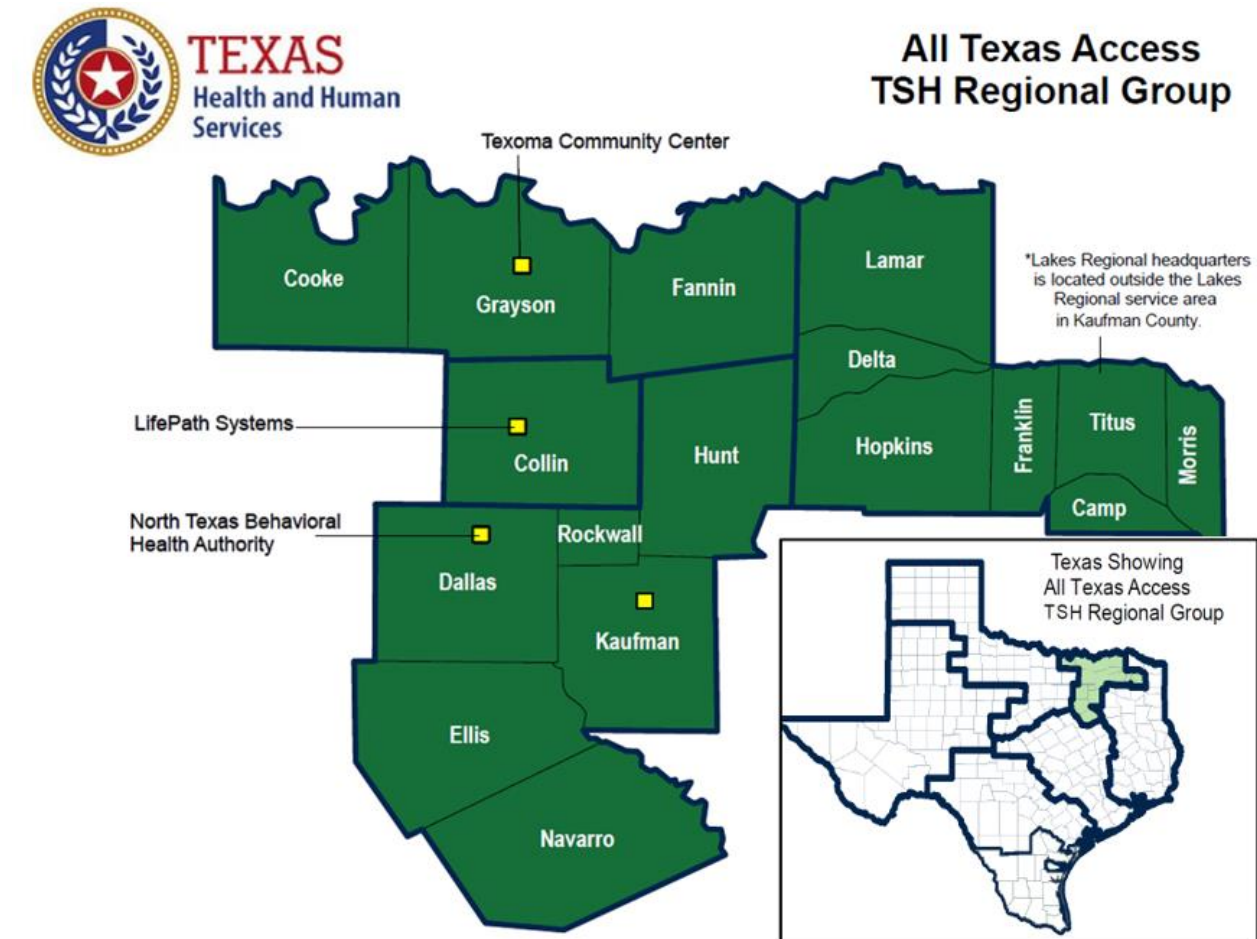 TEXAS
Health and Human
Services
All Texas Access
TSH Regional Group
Texoma Community Center
*Lakes Regional headquarters
is located outside the Lakes
Regional service area
in Kaufman County.
Cooke
Grayson
Fannin
Lamar
Delta
LifePath Systems
Collin
Hunt
Hopkins
Franklin
Titus
Morris
Camp
North Texas Behavioral
Health Authority
Rockwall
Dallas
Kaufman
Ellis
Navarro
Texas Showing
All Texas Access
TSH Regional Group